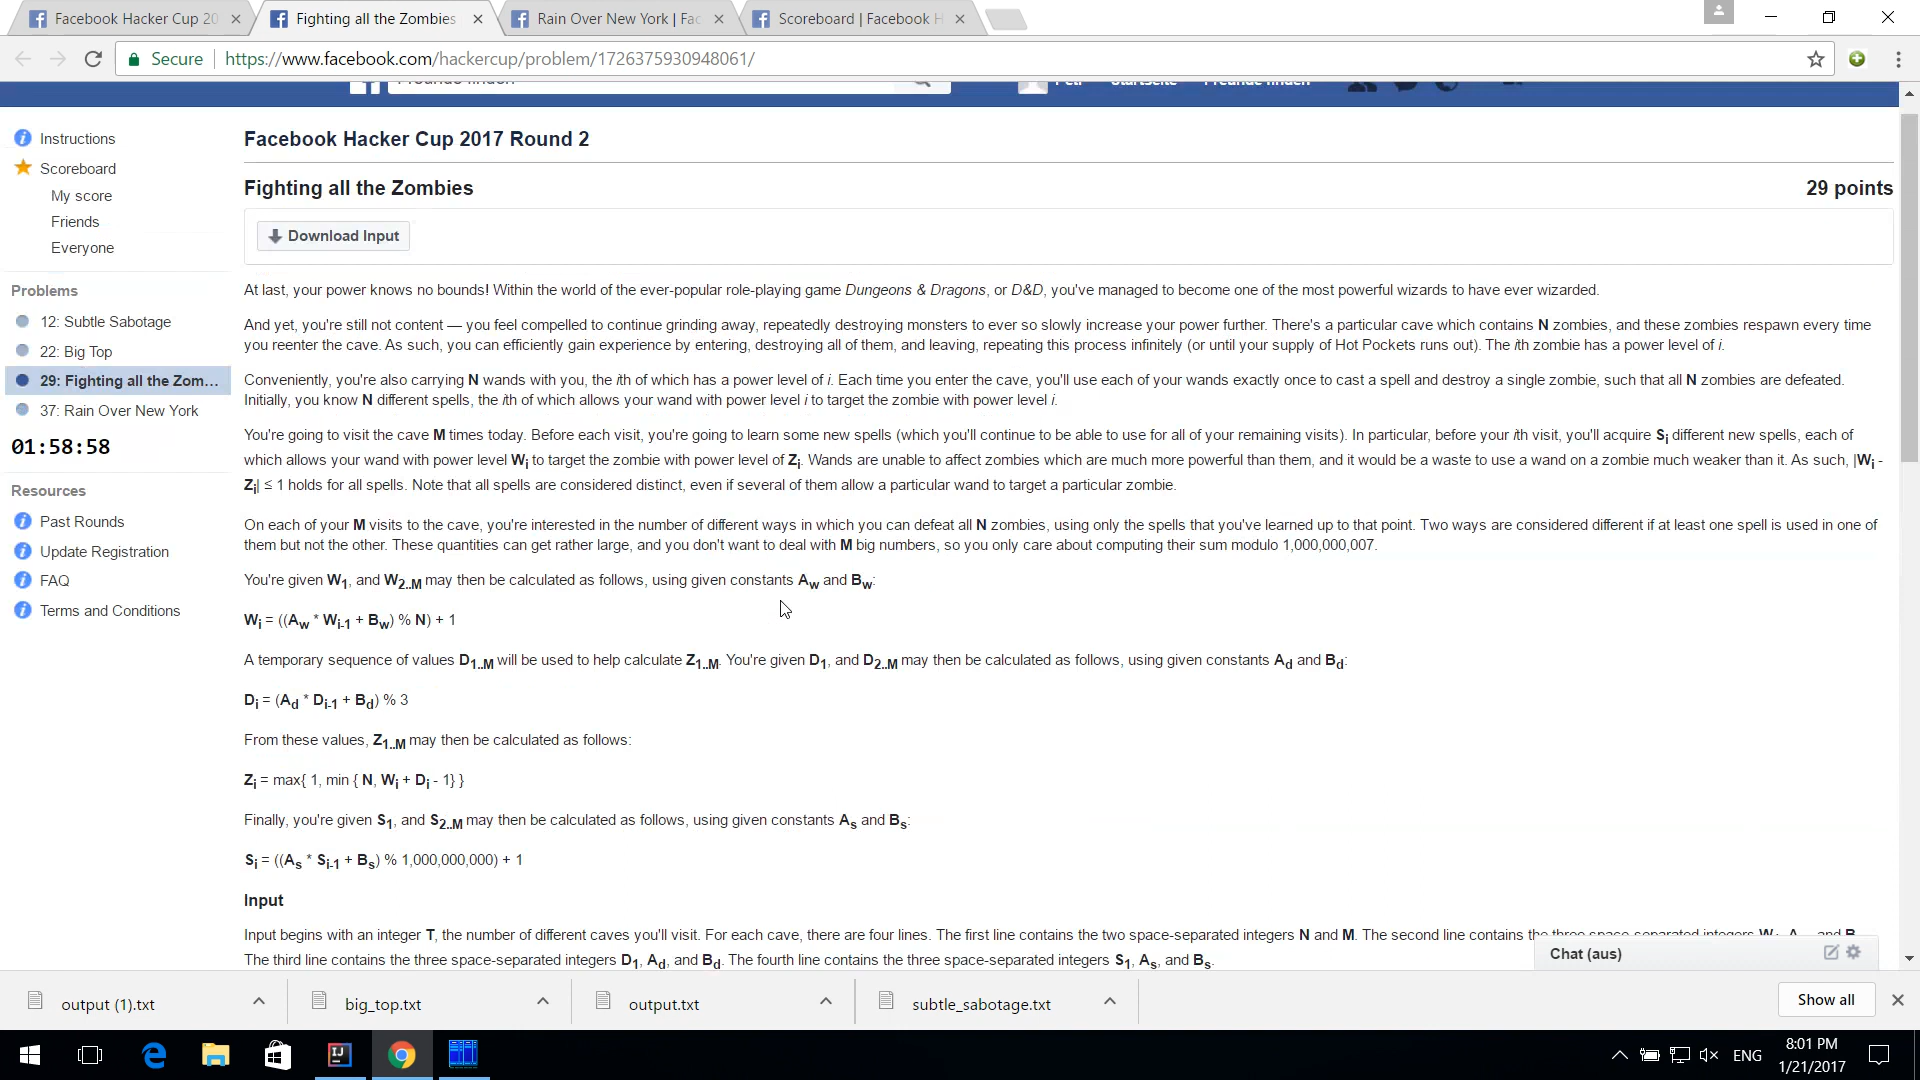 Facebook Hacker Cup 20
Fighting all the Zombies
Rain Over New York | Fac
Scoreboard | Facebook H
Secure
https://www.facebook.com/hackercup/problem/1726375930948061/
Freunde finden
Petr
Startseite
Freunde finden
Instructions
Scoreboard
My score
Friends
Everyone
Problems
12: Subtle Sabotage
22: Big Top
29: Fighting all the Zom...
37: Rain Over New York
01:58:58
Resources
Past Rounds
Update Registration
FAQ
Terms and Conditions
Facebook Hacker Cup 2017 Round 2
Fighting all the Zombies
29 points
Download Input
At last, your power knows no bounds! Within the world of the ever-popular role-playing game Dungeons & Dragons, or D&D, you've managed to become one of the most powerful wizards to have ever wizarded.
And yet, you're still not content — you feel compelled to continue grinding away, repeatedly destroying monsters to ever so slowly increase your power further. There's a particular cave which contains N zombies, and these zombies respawn every time
you reenter the cave. As such, you can efficiently gain experience by entering, destroying all of them, and leaving, repeating this process infinitely (or until your supply of Hot Pockets runs out). The ith zombie has a power level of i.
Conveniently, you're also carrying N wands with you, the ith of which has a power level of i. Each time you enter the cave, you'll use each of your wands exactly once to cast a spell and destroy a single zombie, such that all N zombies are defeated.
Initially, you know N different spells, the ith of which allows your wand with power level i to target the zombie with power level i.
You're going to visit the cave M times today. Before each visit, you're going to learn some new spells (which you'll continue to be able to use for all of your remaining visits). In particular, before your ith visit, you'll acquire Si different new spells, each of
which allows your wand with power level Wi to target the zombie with power level of Zi. Wands are unable to affect zombies which are much more powerful than them, and it would be a waste to use a wand on a zombie much weaker than it. As such, |Wi -
Zi| ≤ 1 holds for all spells. Note that all spells are considered distinct, even if several of them allow a particular wand to target a particular zombie.
On each of your M visits to the cave, you're interested in the number of different ways in which you can defeat all N zombies, using only the spells that you've learned up to that point. Two ways are considered different if at least one spell is used in one of
them but not the other. These quantities can get rather large, and you don't want to deal with M big numbers, so you only care about computing their sum modulo 1,000,000,007.
You're given W1, and W2..M may then be calculated as follows, using given constants Aw and Bw:
Wi = ((Aw * Wi-1 + Bw) % N) + 1
A temporary sequence of values D1..M will be used to help calculate Z1..M. You're given D1, and D2..M may then be calculated as follows, using given constants Ad and Bd:
Di = (Ad * Di-1 + Bd) % 3
From these values, Z1..M may then be calculated as follows:
Zi = max{ 1, min { N, Wi + Di - 1} }
Finally, you're given S1, and S2..M may then be calculated as follows, using given constants As and Bs:
Si = ((As * Si-1 + Bs) % 1,000,000,000) + 1
Input
Input begins with an integer T, the number of different caves you'll visit. For each cave, there are four lines. The first line contains the two space-separated integers N and M. The second line contains the three space-separated integers
The third line contains the three space-separated integers D1, Ad, and Bd. The fourth line contains the three space-separated integers S1, As, and Bs.
Chat (aus)
output (1).txt
big_top.txt
output.txt
subtle_sabotage.txt
Show all
IJ
ENG
8:01 PM
1/21/2017